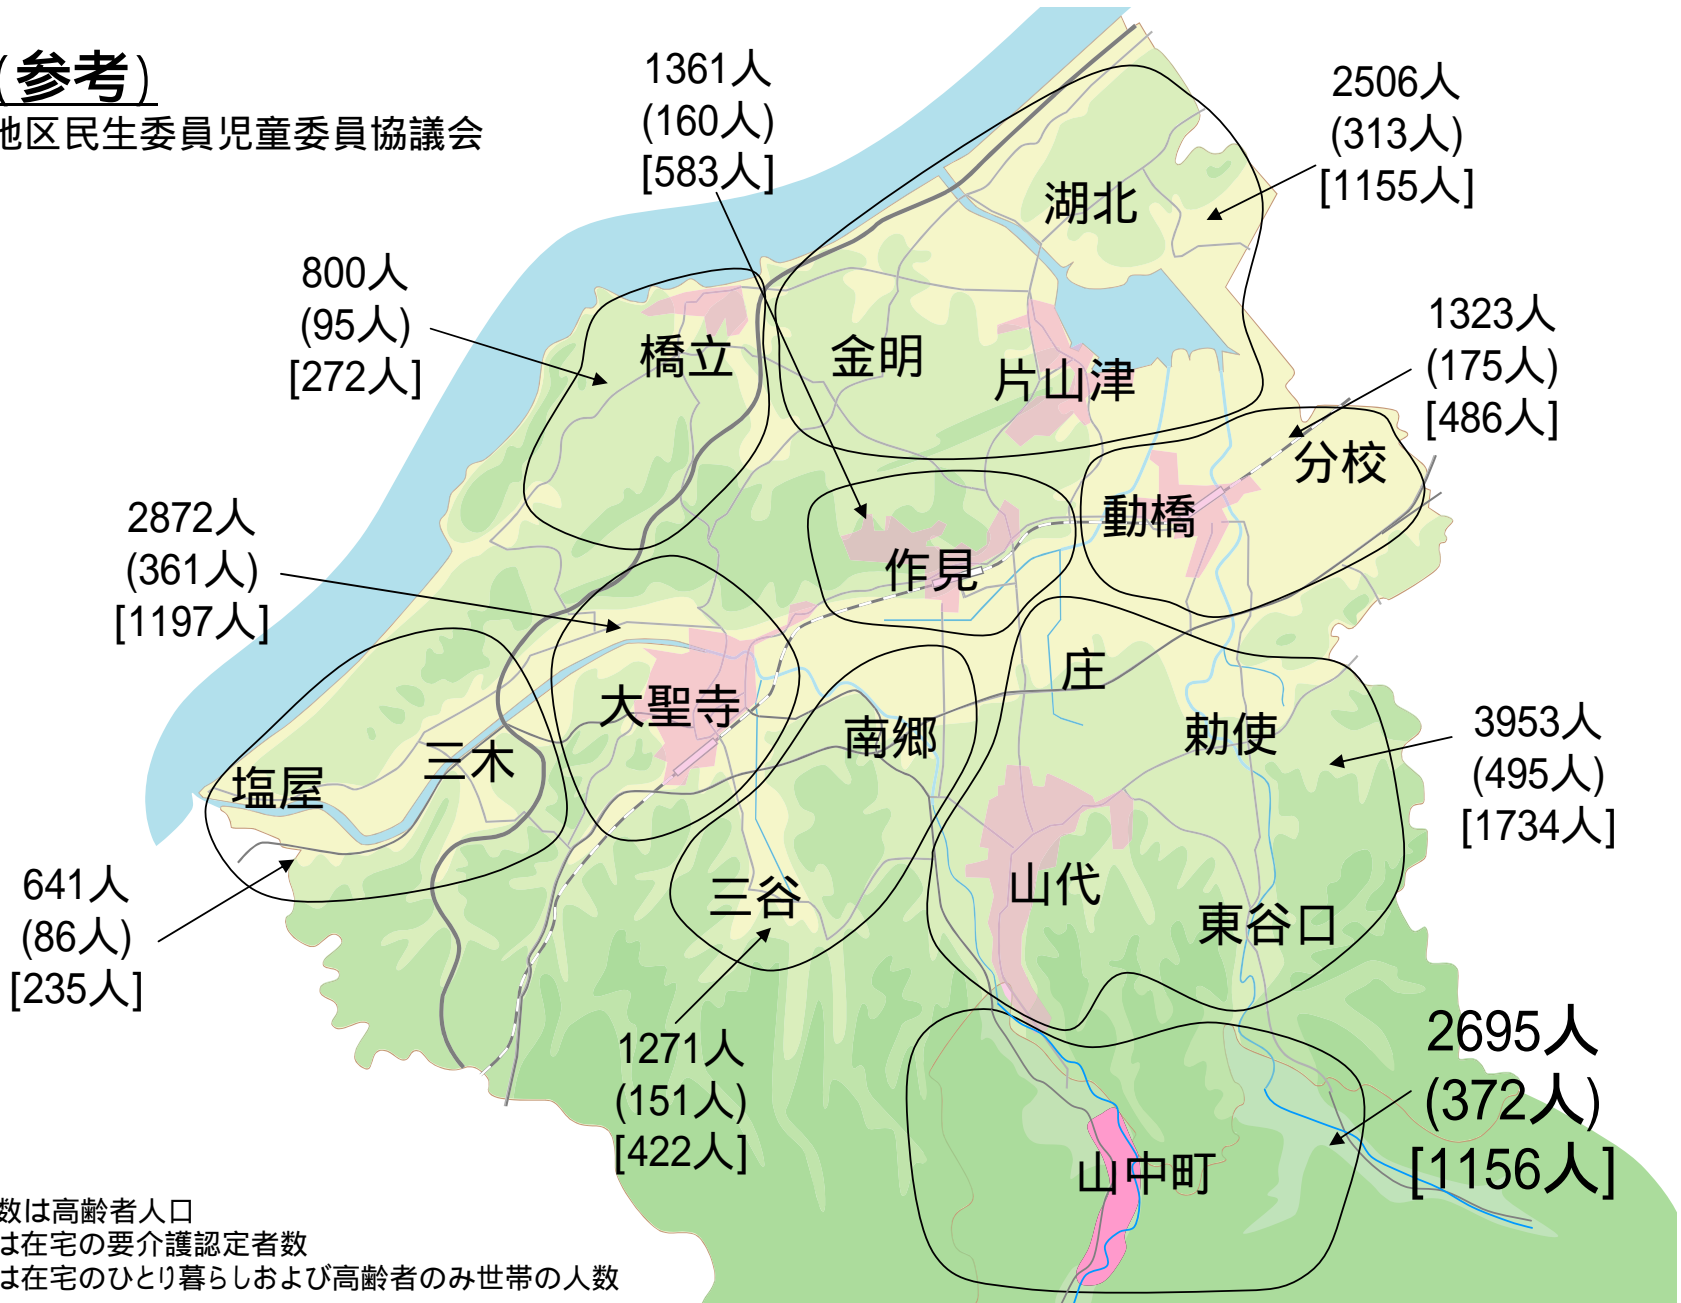 (参考)
地区民生委員児童委員協議会
1361人
(160人)
[583人]
2506人
(313人)
[1155人]
湖北
800人
(95人)
[272人]
1323人
(175人)
[486人]
橋立
金明
片山津
分校
動橋
2872人
(361人)
[1197人]
作見
庄
大聖寺
南郷
勅使
三木
塩屋
3953人
(495人)
[1734人]
641人
(86人)
[235人]
三谷
山代
東谷口
1271人
(151人)
[422人]
2695人
(372人)
[1156人]
山中町
数は高齢者人口
は在宅の要介護認定者数
は在宅のひとり暮らしおよび高齢者のみ世帯の人数